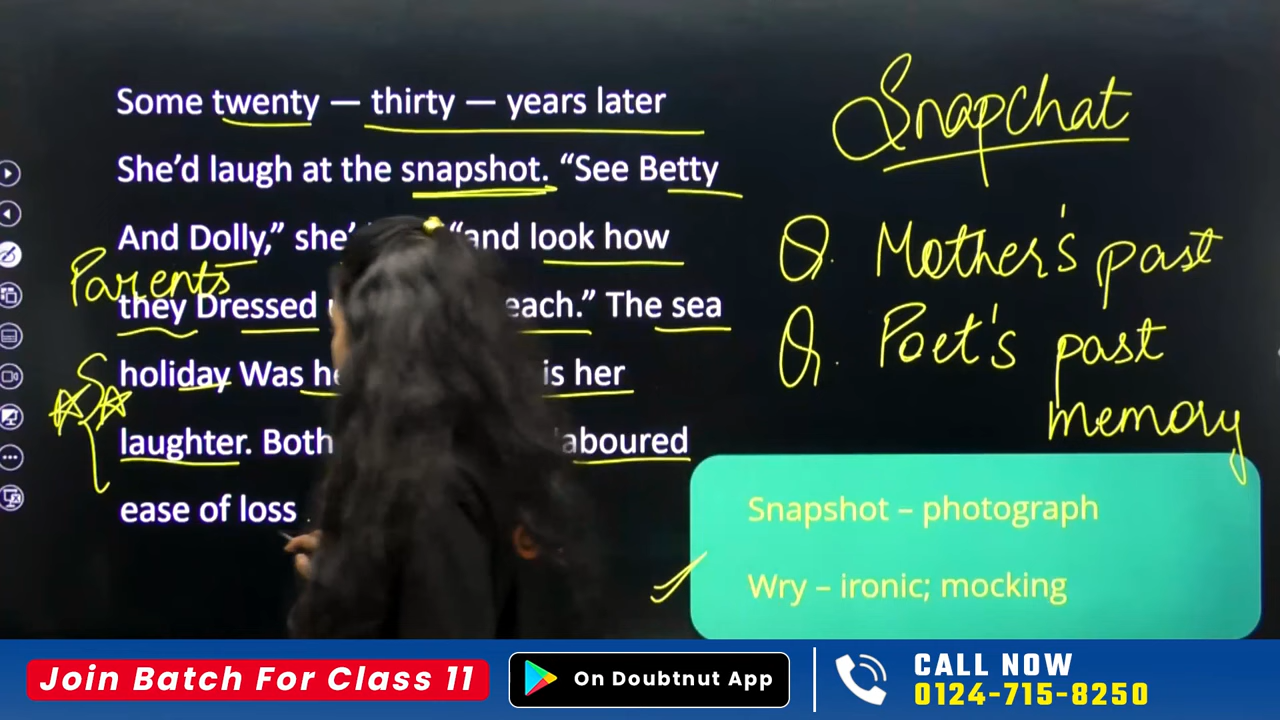 Some twenty — thirty — years later
She’d laugh at the snapshot. “See Betty
And Dolly,” she’ “and look how
Parents
they Dressed each.” The sea
holiday Was he is her
laughter. Both aboured
ease of loss
Snapchat
Q. Mother's past
Q. Poet's past
memory
Snapshot – photograph
Wry – ironic; mocking
Join Batch For Class 11
On Doubtnut App
CALL NOW
0124-715-8250